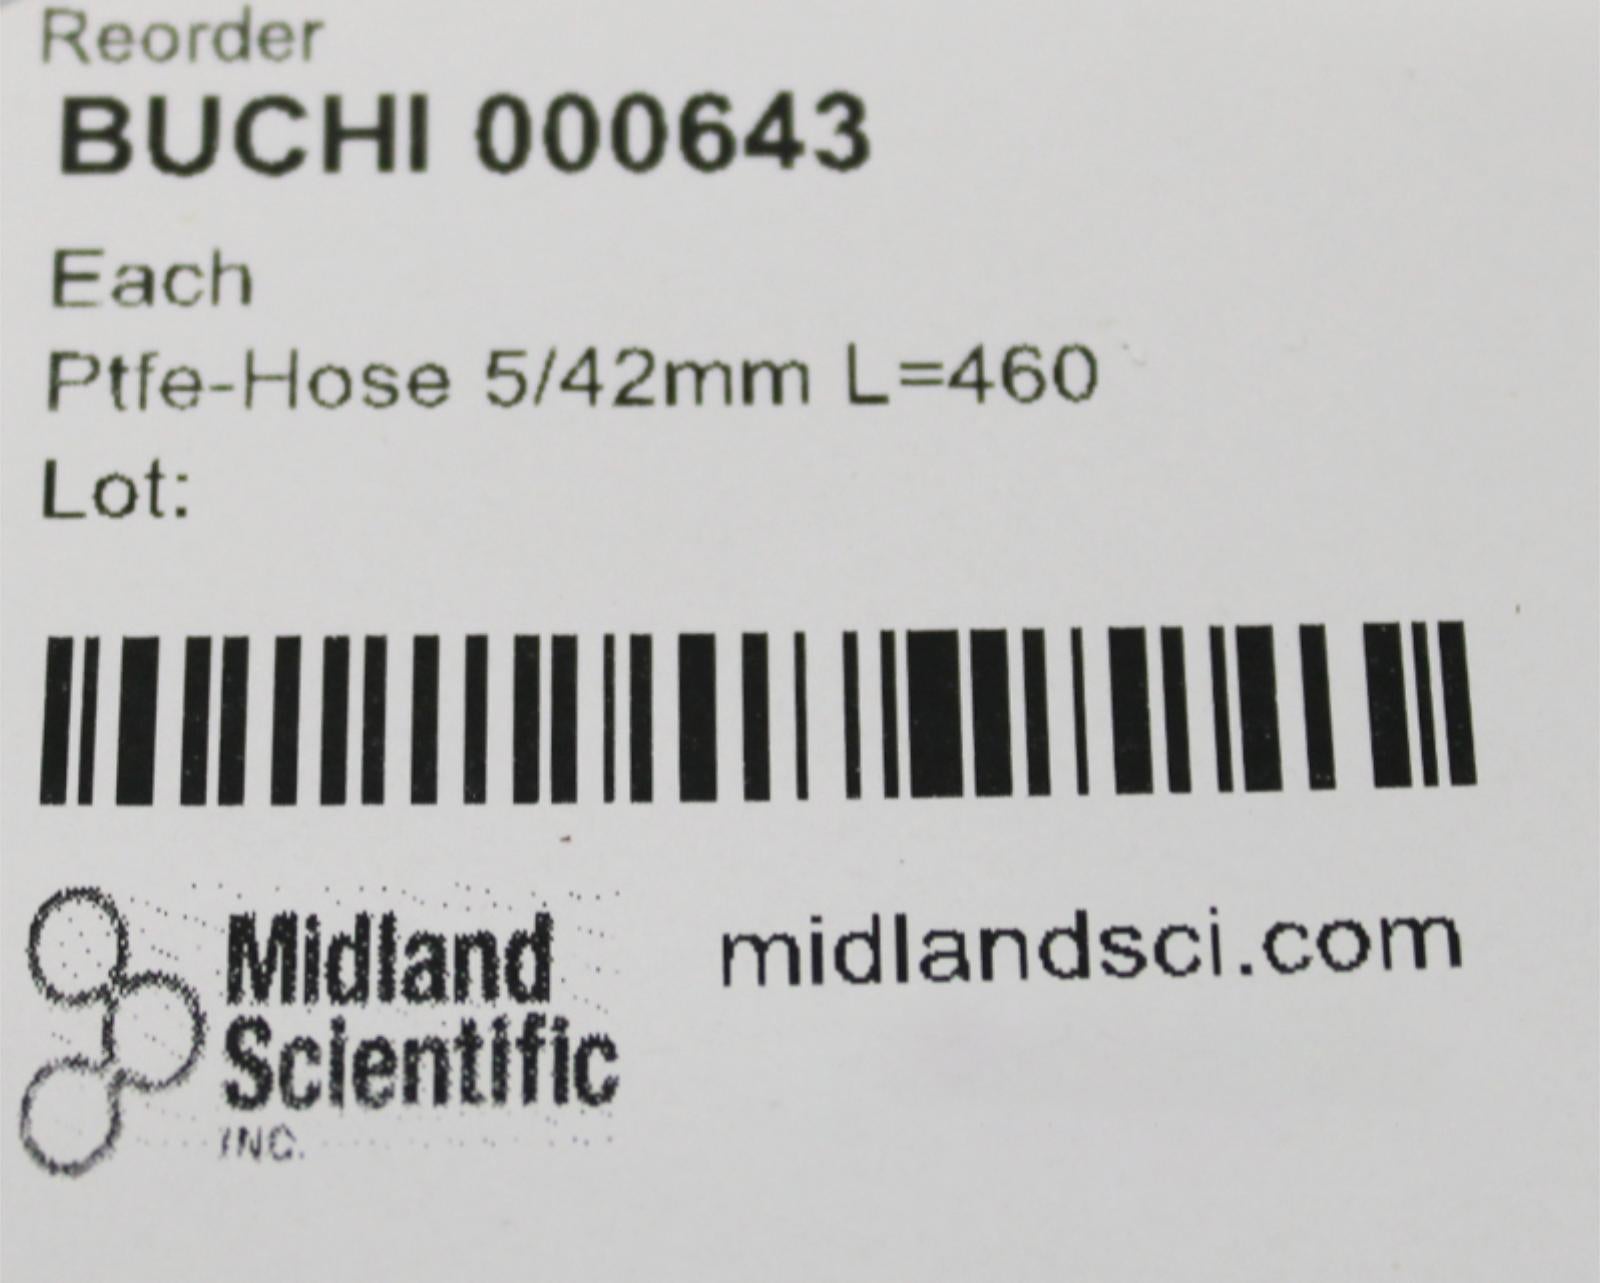 Reorder
BUCHI 000643
Each
Ptfe-Hose 5/42mm L=460
Lot:
Midland
Scientific
INC.
midlandsci.com